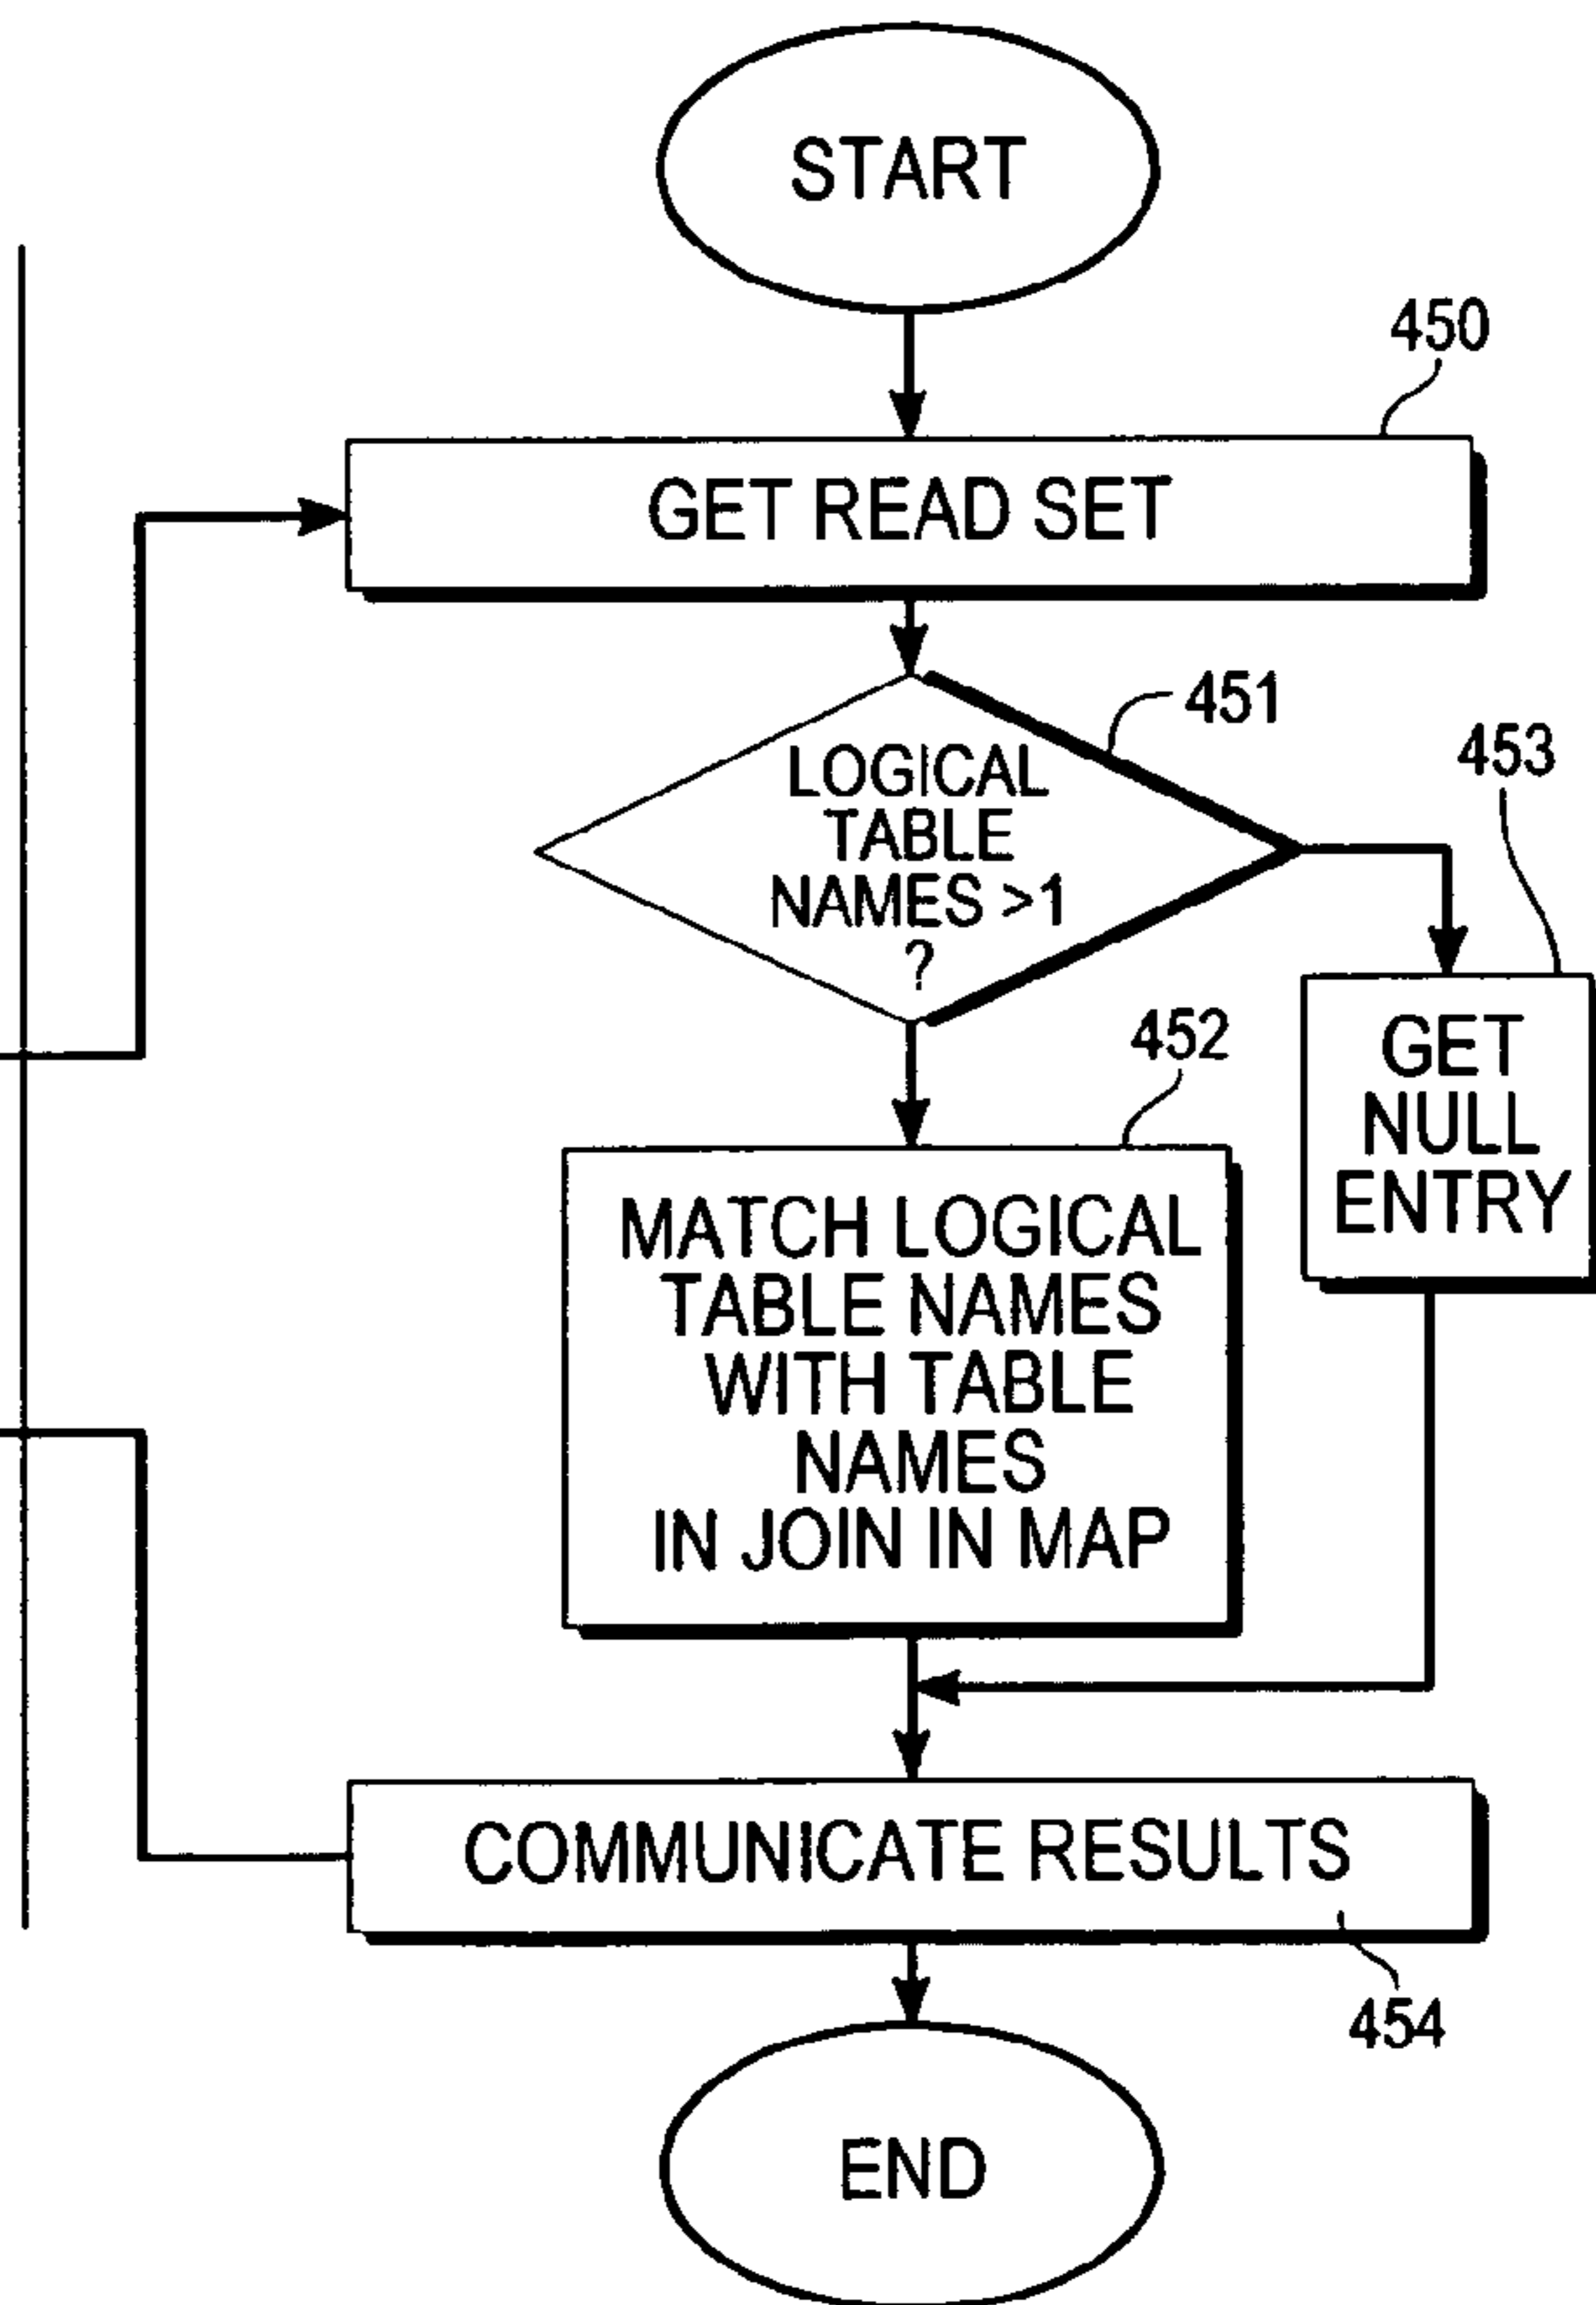 START
450
GET READ SET
451
LOGICAL
TABLE
NAMES >1
?
453
GET
NULL
ENTRY
452
MATCH LOGICAL
TABLE NAMES
WITH TABLE
NAMES
IN JOIN IN MAP
COMMUNICATE RESULTS
454
END